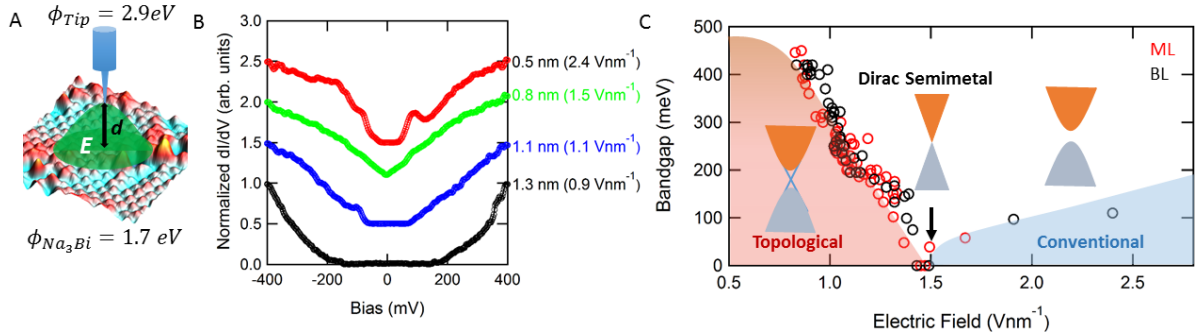 A
ϕTip = 2.9eV
d
E
ϕNa3Bi = 1.7 eV
B
Normalized dI/dV (arb. units)
3.0
2.5
2.0
1.5
1.0
0.5
0.0
0.5 nm (2.4 Vnm⁻¹)
0.8 nm (1.5 Vnm⁻¹)
1.1 nm (1.1 Vnm⁻¹)
1.3 nm (0.9 Vnm⁻¹)
-400 -200 0 200 400
Bias (mV)
C
Bandgap (meV)
500
400
300
200
100
0
ML
BL
Dirac Semimetal
Topological
Conventional
0.5 1.0 1.5 2.0 2.5
Electric Field (Vnm⁻¹)